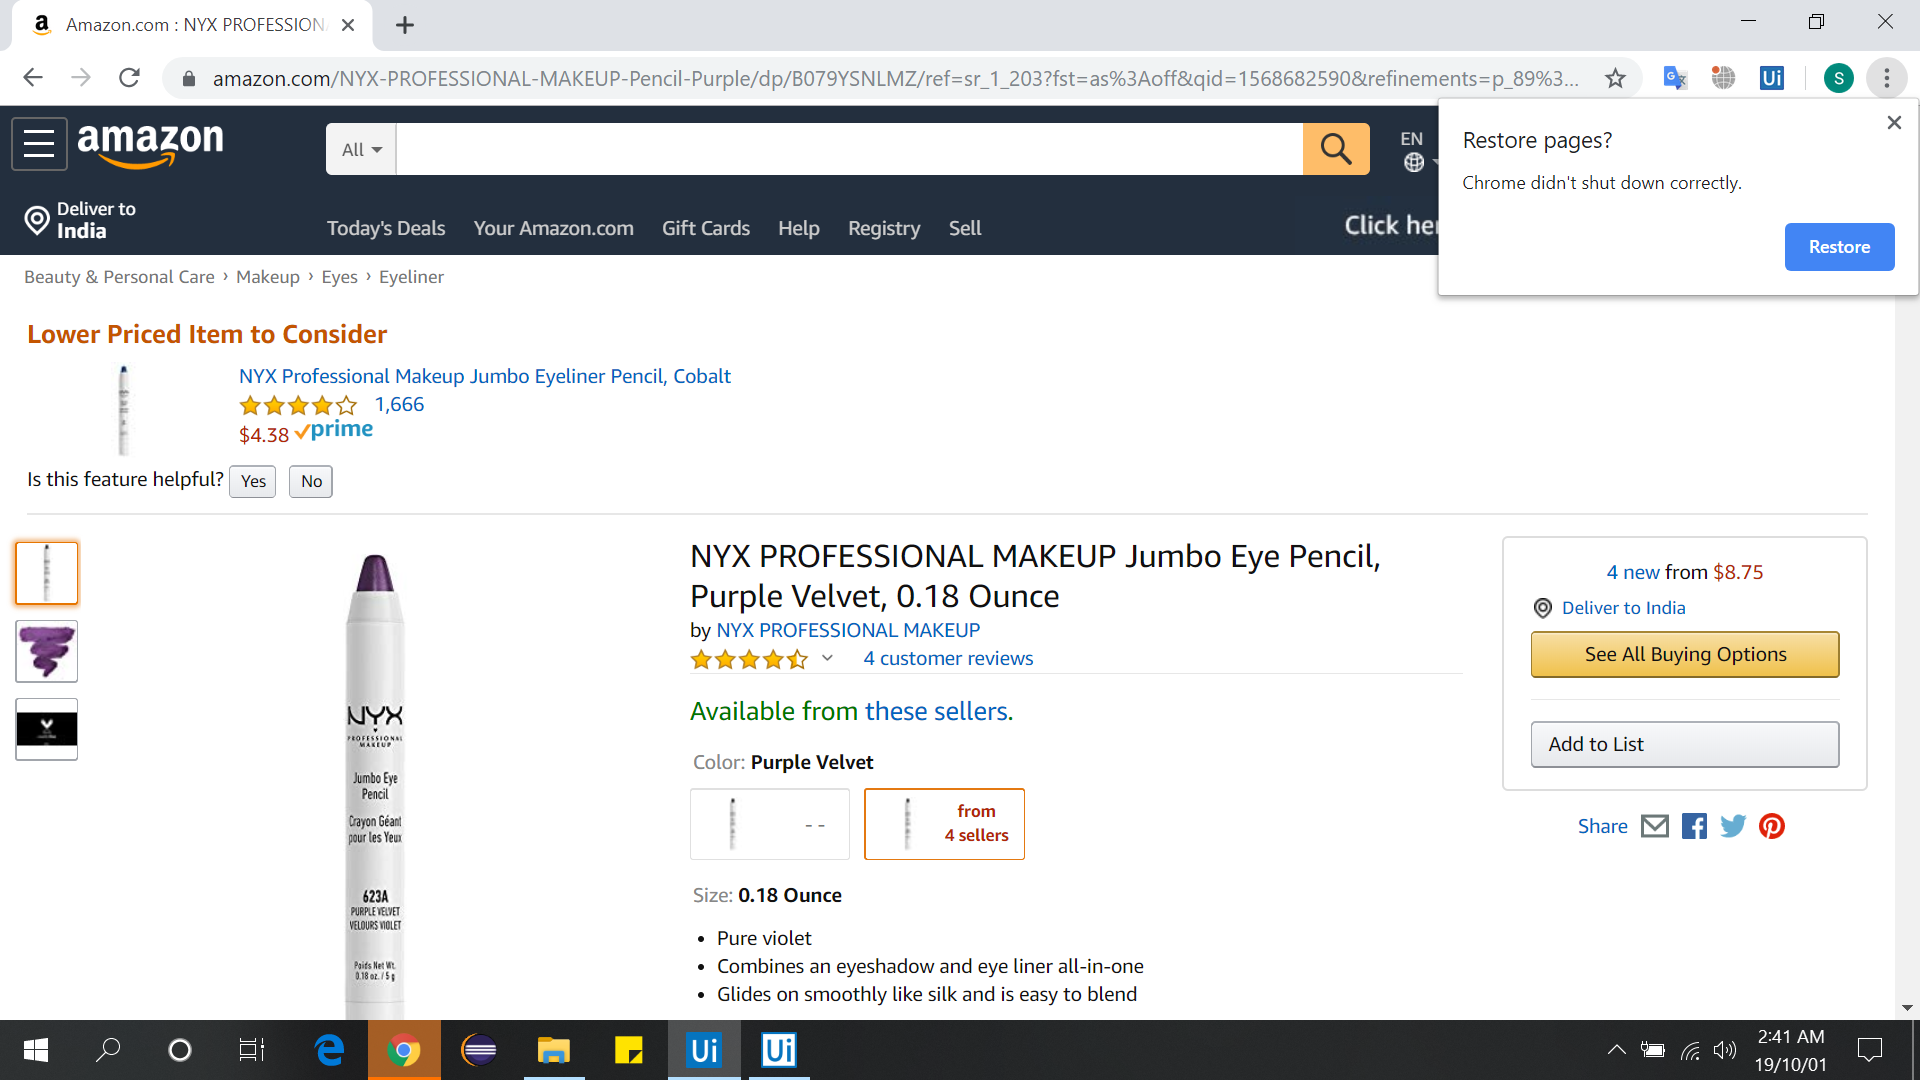 Amazon.com : NYX PROFESSION
amazon.com/NYX-PROFESSIONAL-MAKEUP-Pencil-Purple/dp/B079YSNLMZ/ref=sr_1_203?fst=as%3Aoff&qid=1568682590&refinements=p_89%3...
Ui
S
Restore pages?
Chrome didn't shut down correctly.
Restore
amazon
All
EN
Deliver to
India
Today's Deals
Your Amazon.com
Gift Cards
Help
Registry
Sell
Click her
Beauty & Personal Care › Makeup › Eyes › Eyeliner
Lower Priced Item to Consider
NYX Professional Makeup Jumbo Eyeliner Pencil, Cobalt
1,666
$4.38 prime
Is this feature helpful? Yes No
NYX PROFESSIONAL MAKEUP Jumbo Eye Pencil,
Purple Velvet, 0.18 Ounce
by NYX PROFESSIONAL MAKEUP
4 customer reviews
Available from these sellers.
Color: Purple Velvet
- -
from
4 sellers
Size: 0.18 Ounce
• Pure violet
• Combines an eyeshadow and eye liner all-in-one
• Glides on smoothly like silk and is easy to blend
NYX
PROFESSIONAL
MAKEUP
Jumbo Eye
Pencil
Crayon Géant
pour les Yeux
623A
PURPLE VELVET
VELOURS VIOLET
Poids Net Wt.
0.18 oz. / 5 g
4 new from $8.75
Deliver to India
See All Buying Options
Add to List
Share
Ui
Ui
2:41 AM
19/10/01